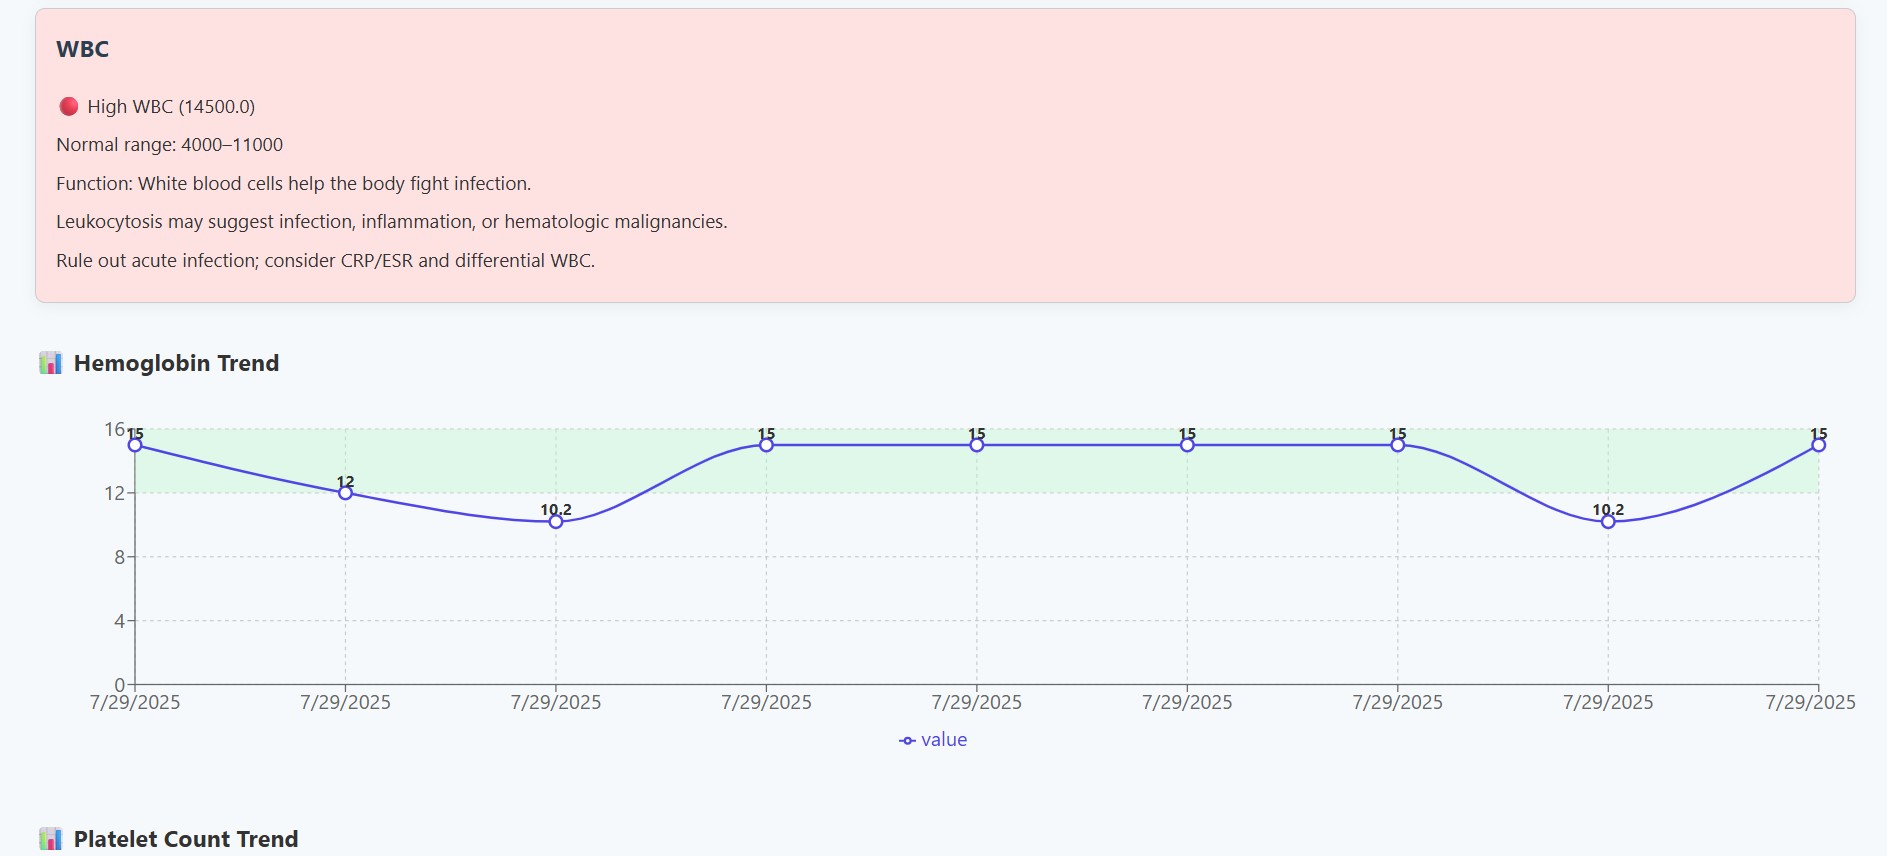 WBC
🔴 High WBC (14500.0)
Normal range: 4000–11000
Function: White blood cells help the body fight infection.
Leukocytosis may suggest infection, inflammation, or hematologic malignancies.
Rule out acute infection; consider CRP/ESR and differential WBC.
📊 Hemoglobin Trend
16
12
8
4
0
15
12
10.2
15
15
15
15
10.2
15
7/29/2025 7/29/2025 7/29/2025 7/29/2025 7/29/2025 7/29/2025 7/29/2025 7/29/2025 7/29/2025
value
📊 Platelet Count Trend